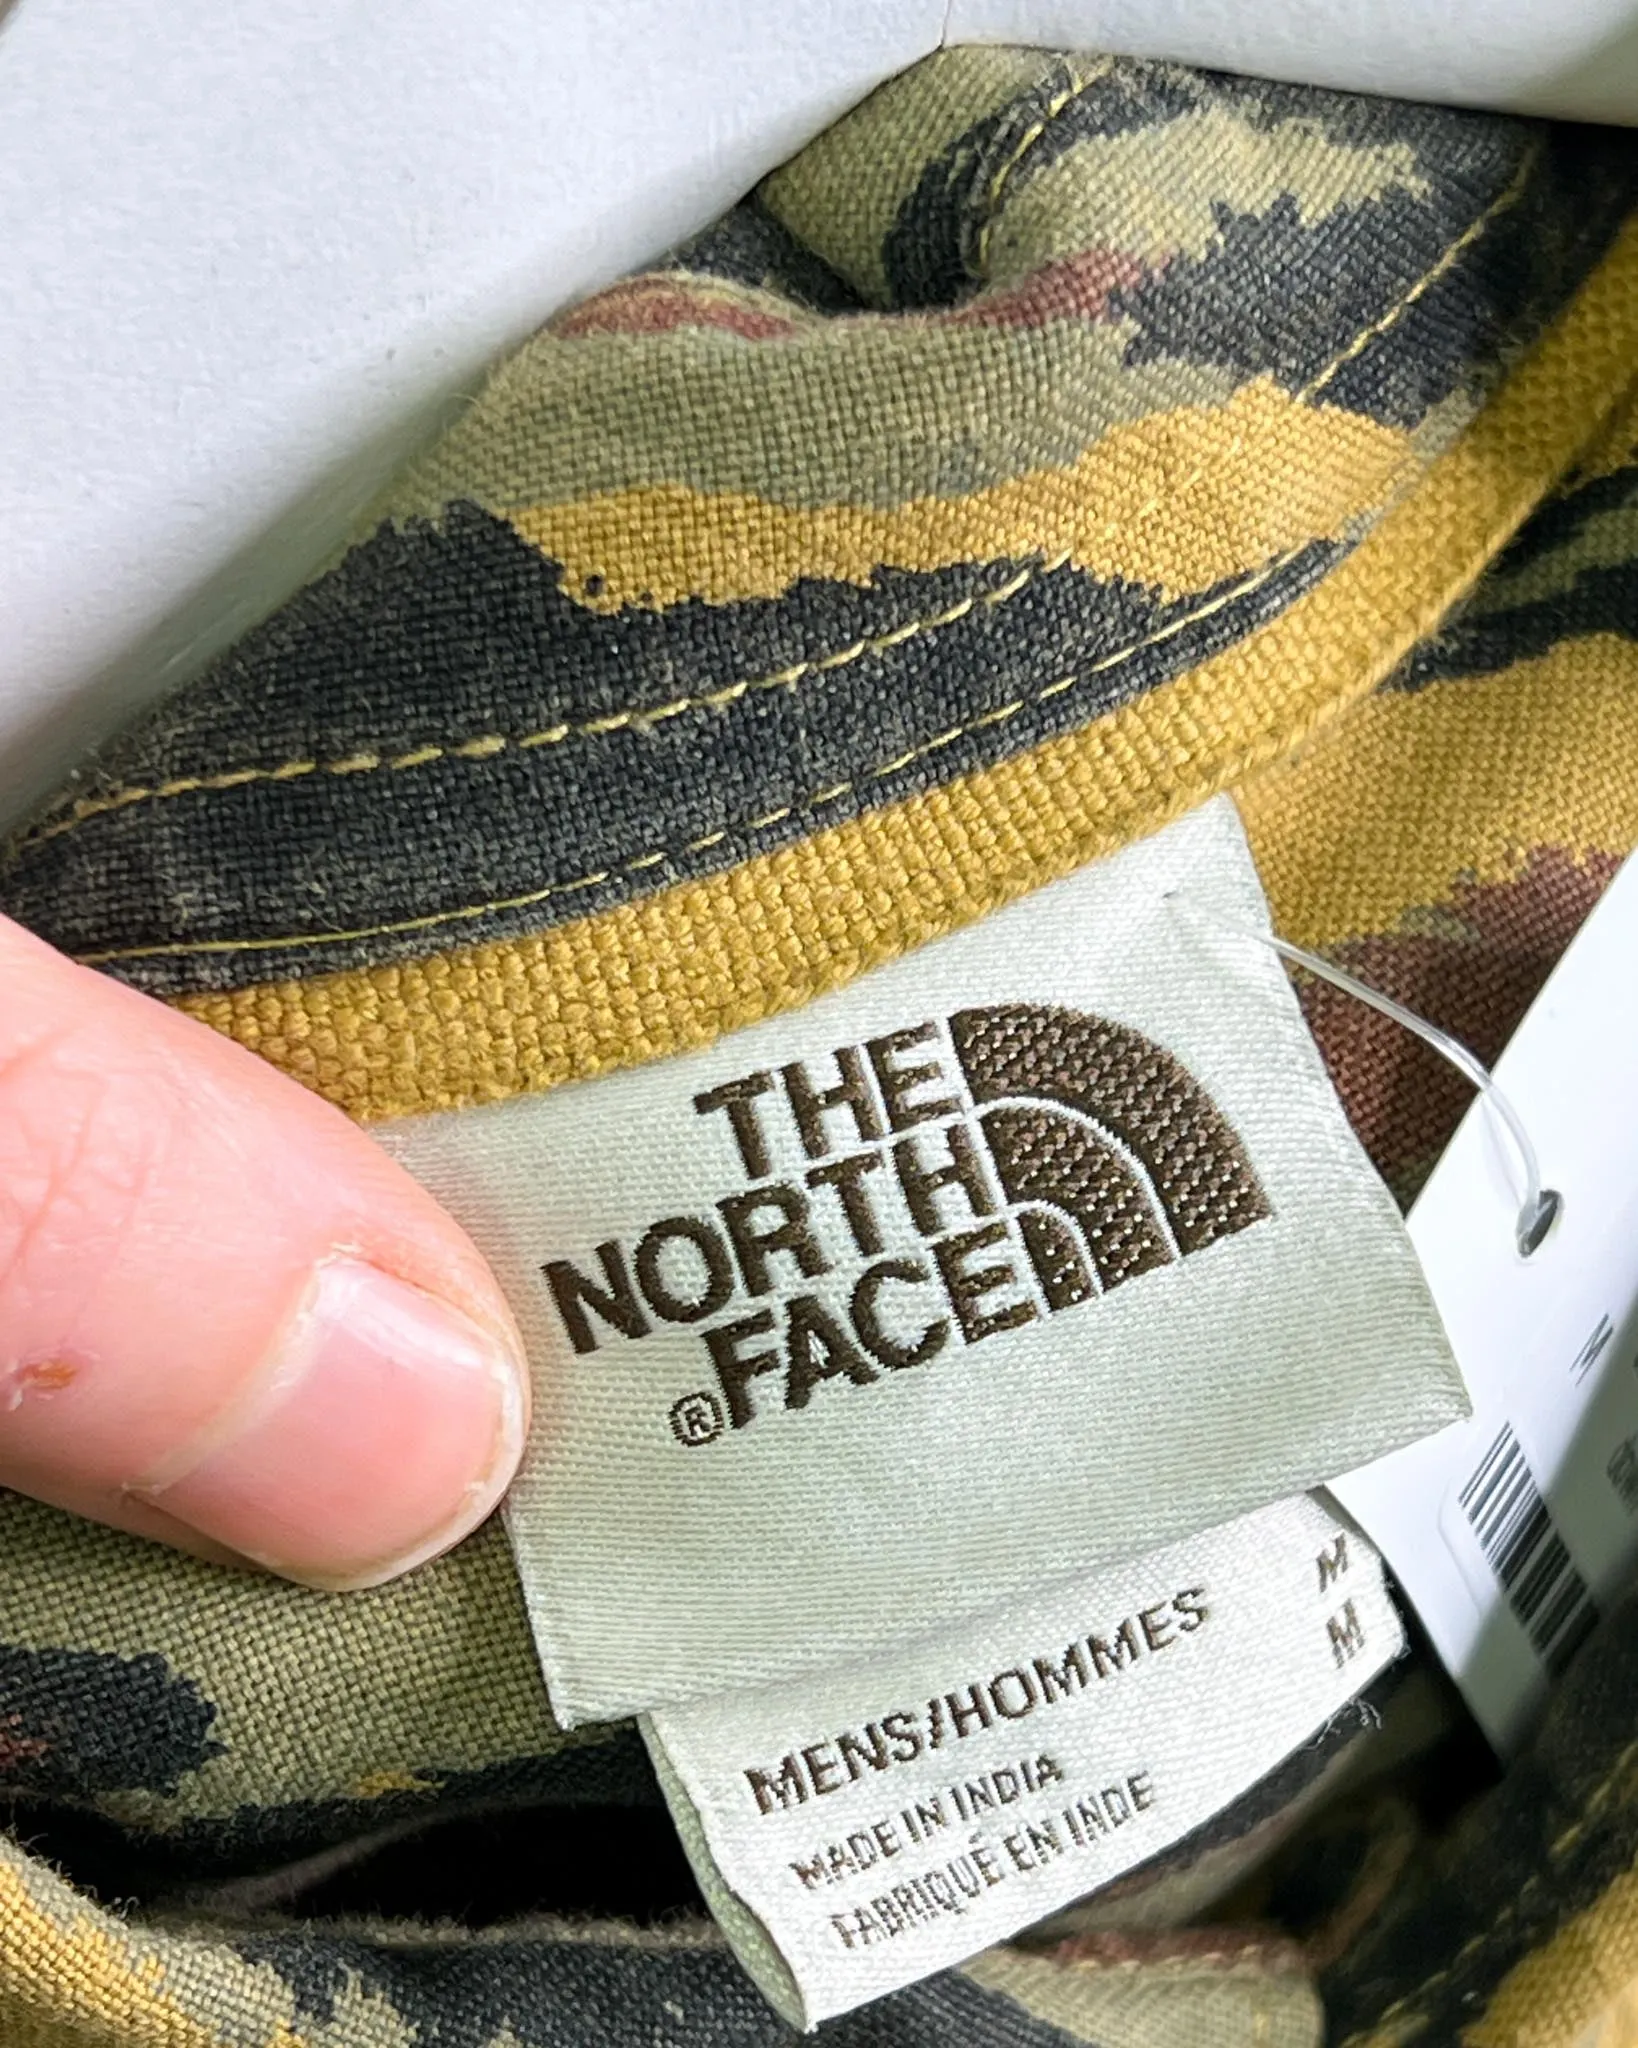 THE
NORTH
FACE
®
M
MENS/HOMMES M
MADE IN INDIA
FABRIQUÉ EN INDE